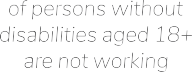 of persons without
disabilities aged 18+
are not working